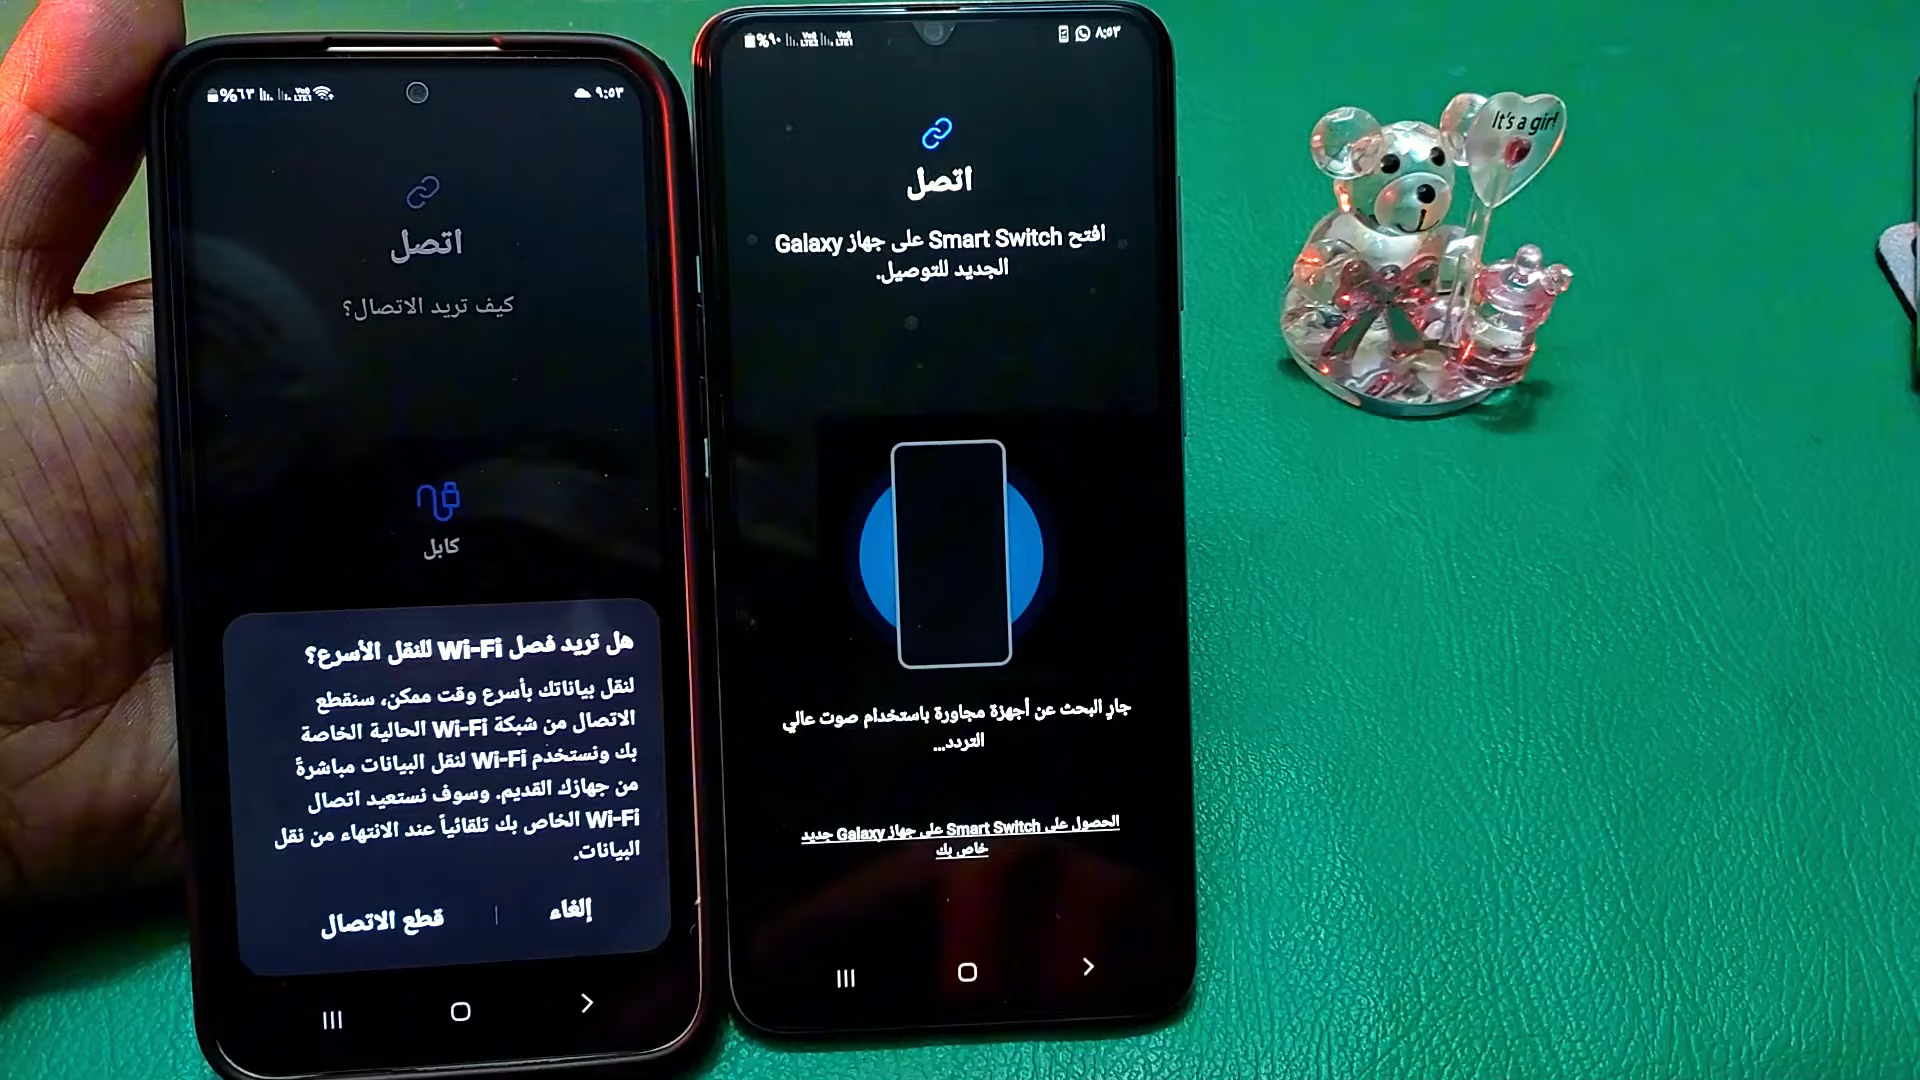 %٦٣
٩:٥٣
اتصل
كيف تريد الاتصال؟
كابل
هل تريد فصل Wi-Fi للنقل الأسرع؟
لنقل بياناتك بأسرع وقت ممكن، سنقطع
الاتصال من شبكة Wi-Fi الحالية الخاصة
بك ونستخدم Wi-Fi لنقل البيانات مباشرةً
من جهازك القديم. وسوف نستعيد اتصال
Wi-Fi الخاص بك تلقائياً عند الانتهاء من نقل
البيانات.
إلغاء
قطع الاتصال
%٩٠
٨:٥٣
اتصل
افتح Smart Switch على جهاز Galaxy
الجديد للتوصيل.
جارٍ البحث عن أجهزة مجاورة باستخدام صوت عالي
التردد...
الحصول على Smart Switch على جهاز Galaxy جديد
خاص بك
It's a girl